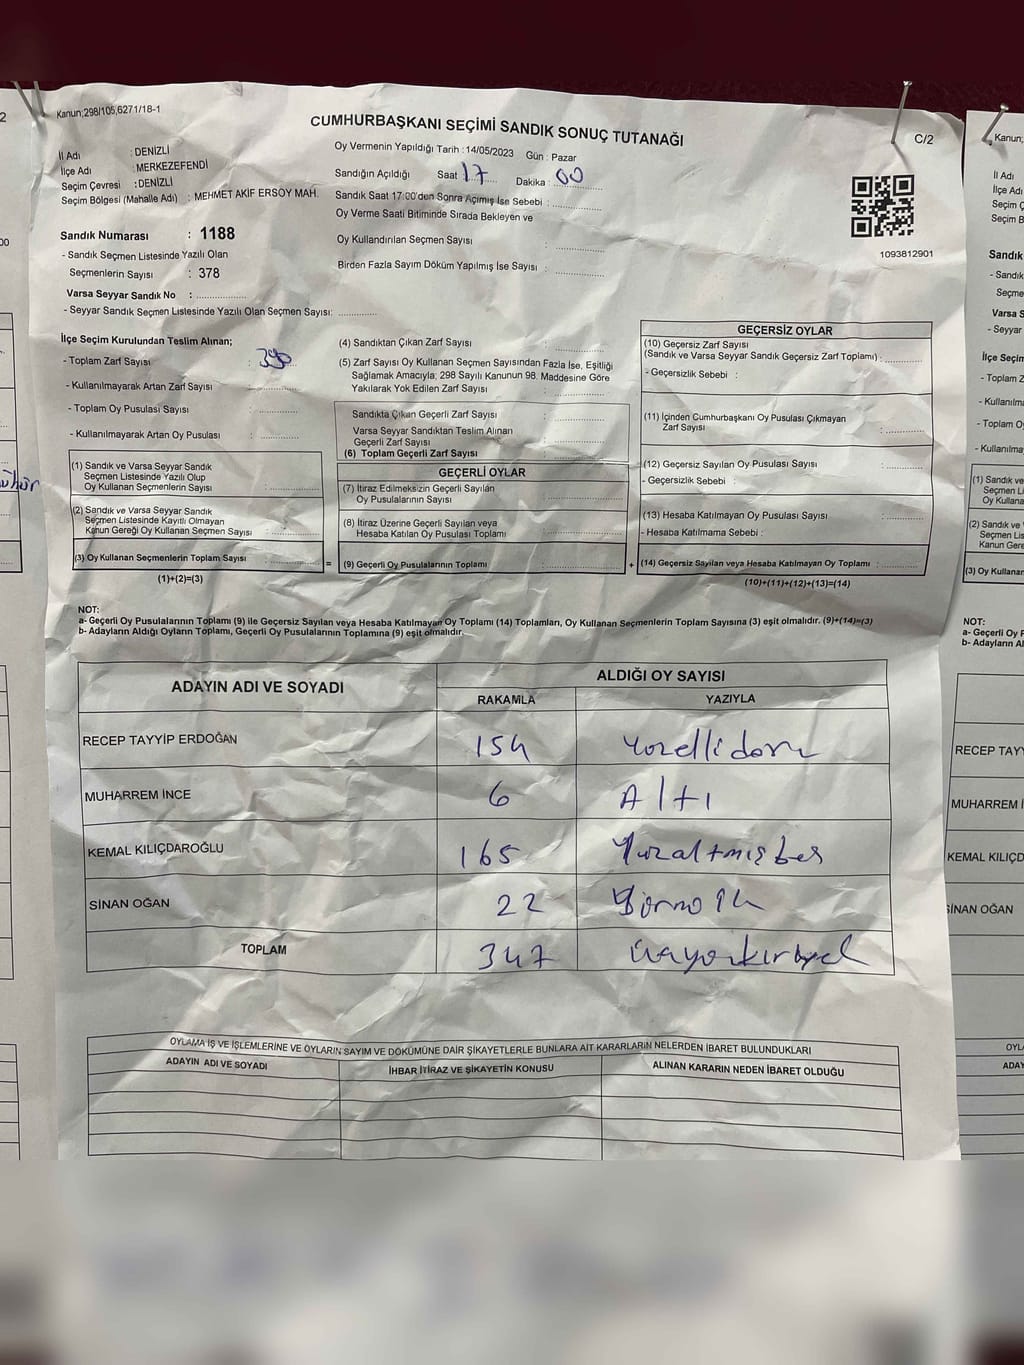 Kanun;298/105,6271/18-1
CUMHURBAŞKANI SEÇİMİ SANDIK SONUÇ TUTANAĞI
C/2
İl Adı : DENİZLİ
İlçe Adı : MERKEZEFENDİ
Seçim Çevresi : DENİZLİ
Seçim Bölgesi (Mahalle Adı) : MEHMET AKİF ERSOY MAH.
Oy Vermenin Yapıldığı Tarih : 14/05/2023 Gün : Pazar
Sandığın Açıldığı Saat 17 Dakika 00
Sandık Saat 17:00'den Sonra Açımış İse Sebebi :
Oy Verme Saati Bitiminde Sırada Bekleyen ve
Oy Kullandırılan Seçmen Sayısı :
Birden Fazla Sayım Döküm Yapılmış İse Sayısı :
1093812901
Sandık Numarası : 1188
- Sandık Seçmen Listesinde Yazılı Olan
Seçmenlerin Sayısı : 378
Varsa Seyyar Sandık No :
- Seyyar Sandık Seçmen Listesinde Yazılı Olan Seçmen Sayısı:
İlçe Seçim Kurulundan Teslim Alınan;
- Toplam Zarf Sayısı :
- Kullanılmayarak Artan Zarf Sayısı :
- Toplam Oy Pusulası Sayısı :
- Kullanılmayarak Artan Oy Pusulası :
(1) Sandık ve Varsa Seyyar Sandık
Seçmen Listesinde Yazılı Olup
Oy Kullanan Seçmenlerin Sayısı :
(2) Sandık ve Varsa Seyyar Sandık
Seçmen Listesinde Kayıtlı Olmayan
Kanun Gereği Oy Kullanan Seçmen Sayısı :
(3) Oy Kullanan Seçmenlerin Toplam Sayısı :
(1)+(2)=(3)
(4) Sandıktan Çıkan Zarf Sayısı :
(5) Zarf Sayısı Oy Kullanan Seçmen Sayısından Fazla İse, Eşitliği
Sağlamak Amacıyla; 298 Sayılı Kanunun 98. Maddesine Göre
Yakılarak Yok Edilen Zarf Sayısı :
Sandıkta Çıkan Geçerli Zarf Sayısı :
Varsa Seyyar Sandıktan Teslim Alınan
Geçerli Zarf Sayısı :
(6) Toplam Geçerli Zarf Sayısı :
GEÇERLİ OYLAR
(7) İtiraz Edilmeksizin Geçerli Sayılan
Oy Pusulalarının Sayısı :
(8) İtiraz Üzerine Geçerli Sayılan veya
Hesaba Katılan Oy Pusulası Toplamı :
= (9) Geçerli Oy Pusulalarının Toplamı :
GEÇERSİZ OYLAR
(10) Geçersiz Zarf Sayısı
(Sandık ve Varsa Seyyar Sandık Geçersiz Zarf Toplamı) :
- Geçersizlik Sebebi :
(11) İçinden Cumhurbaşkanı Oy Pusulası Çıkmayan
Zarf Sayısı :
(12) Geçersiz Sayılan Oy Pusulası Sayısı :
- Geçersizlik Sebebi :
(13) Hesaba Katılmayan Oy Pusulası Sayısı :
- Hesaba Katılmama Sebebi :
+ (14) Geçersiz Sayılan veya Hesaba Katılmayan Oy Toplamı :
(10)+(11)+(12)+(13)=(14)
NOT:
a- Geçerli Oy Pusulalarının Toplamı (9) ile Geçersiz Sayılan veya Hesaba Katılmayan Oy Toplamı (14) Toplamları, Oy Kullanan Seçmenlerin Toplam Sayısına (3) eşit olmalıdır. (9)+(14)=(3)
b- Adayların Aldığı Oyların Toplamı, Geçerli Oy Pusulalarının Toplamına (9) eşit olmalıdır.
ADAYIN ADI VE SOYADI
ALDIĞI OY SAYISI
RAKAMLA YAZIYLA
RECEP TAYYİP ERDOĞAN 154
MUHARREM İNCE 6 Altı
KEMAL KILIÇDAROĞLU 165 Yüzaltmışbeş
SİNAN OĞAN 22
TOPLAM 347
OYLAMA İŞ VE İŞLEMLERİNE VE OYLARIN SAYIM VE DÖKÜMÜNE DAİR ŞİKAYETLERLE BUNLARA AİT KARARLARIN NELERDEN İBARET BULUNDUKLARI
ADAYIN ADI VE SOYADI İHBAR İTİRAZ VE ŞİKAYETİN KONUSU ALINAN KARARIN NEDEN İBARET OLDUĞU